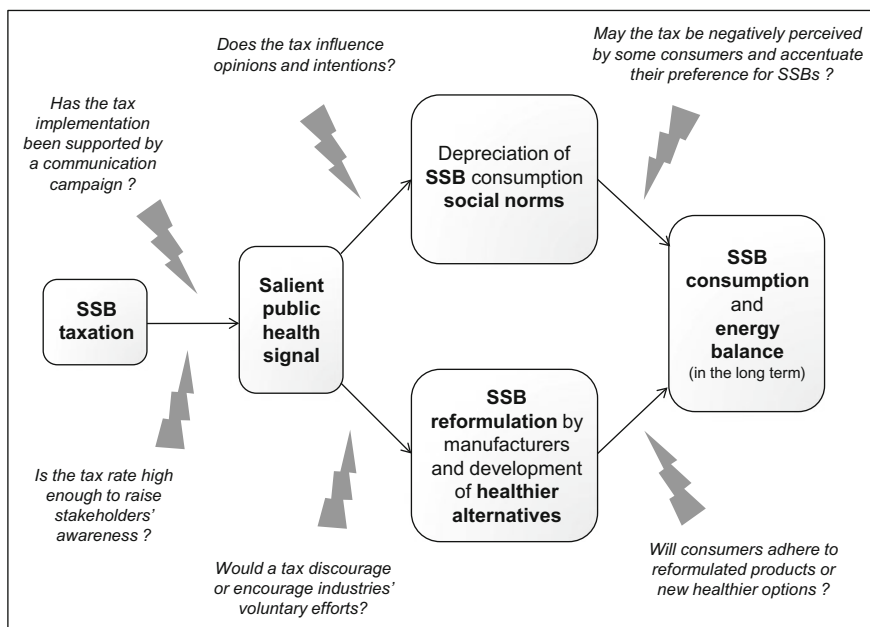 Has the tax
implementation
been supported by
a communication
campaign ?
Does the tax influence
opinions and intentions?
May the tax be negatively perceived
by some consumers and accentuate
their preference for SSBs ?
SSB
taxation
Salient
public
health
signal
Depreciation of
SSB consumption
social norms
SSB
reformulation by
manufacturers
and development
of healthier
alternatives
SSB
consumption
and
energy
balance
(in the long term)
Is the tax rate high
enough to raise
stakeholders'
awareness ?
Would a tax discourage
or encourage industries'
voluntary efforts?
Will consumers adhere to
reformulated products or
new healthier options ?